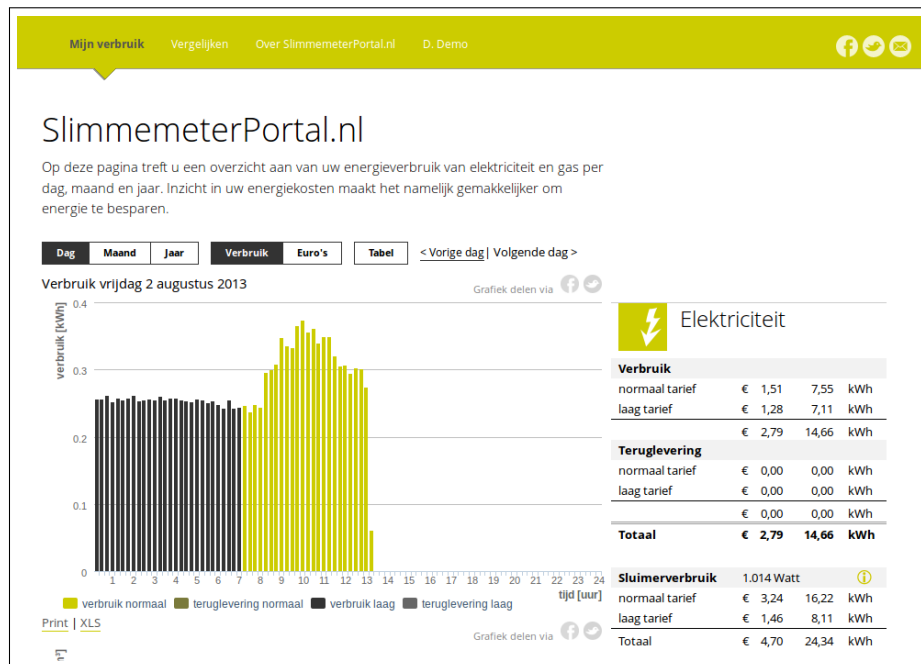 Mijn verbruik Vergelijken Over SlimmemeterPortal.nl D. Demo
SlimmemeterPortal.nl
Op deze pagina treft u een overzicht aan van uw energieverbruik van elektriciteit en gas per
dag, maand en jaar. Inzicht in uw energiekosten maakt het namelijk gemakkelijker om
energie te besparen.
Dag Maand Jaar Verbruik Euro's Tabel < Vorige dag| Volgende dag >
Verbruik vrijdag 2 augustus 2013
Grafiek delen via
verbruik [kWh]
0.4
0.3
0.2
0.1
0
1 2 3 4 5 6 7 8 9 10 11 12 13 14 15 16 17 18 19 20 21 22 23 24
tijd [uur]
verbruik normaal teruglevering normaal verbruik laag teruglevering laag
Print | XLS
Grafiek delen via
Elektriciteit
Verbruik
normaal tarief € 1,51 7,55 kWh
laag tarief € 1,28 7,11 kWh
€ 2,79 14,66 kWh
Teruglevering
normaal tarief € 0,00 0,00 kWh
laag tarief € 0,00 0,00 kWh
€ 0,00 0,00 kWh
Totaal € 2,79 14,66 kWh
Sluimerverbruik 1.014 Watt
normaal tarief € 3,24 16,22 kWh
laag tarief € 1,46 8,11 kWh
Totaal € 4,70 24,34 kWh